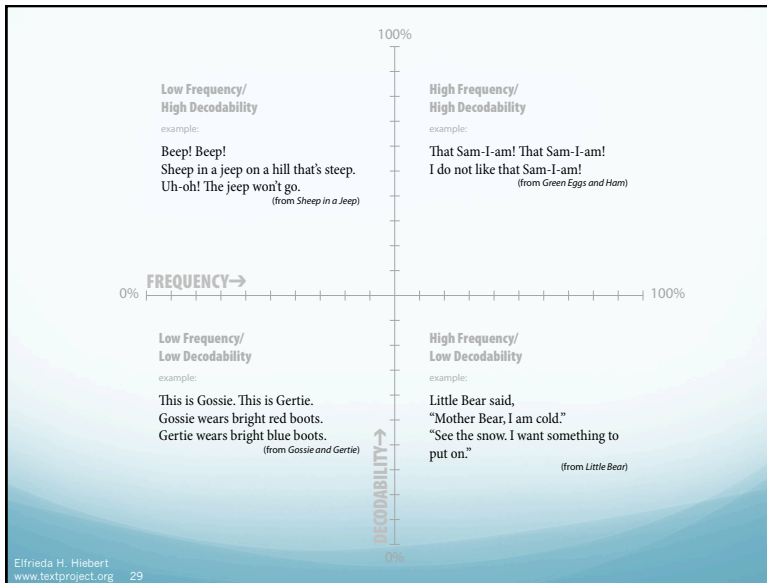 100%
Low Frequency/
High Decodability
example:
Beep! Beep!
Sheep in a jeep on a hill that's steep.
Uh-oh! The jeep won't go.
(from Sheep in a Jeep)
High Frequency/
High Decodability
example:
That Sam-I-am! That Sam-I-am!
I do not like that Sam-I-am!
(from Green Eggs and Ham)
FREQUENCY→
0%
100%
Low Frequency/
Low Decodability
example:
This is Gossie. This is Gertie.
Gossie wears bright red boots.
Gertie wears bright blue boots.
(from Gossie and Gertie)
High Frequency/
Low Decodability
example:
Little Bear said,
“Mother Bear, I am cold.”
“See the snow. I want something to
put on.”
(from Little Bear)
DECODABILITY→
0%
Elfrieda H. Hiebert
www.textproject.org 29